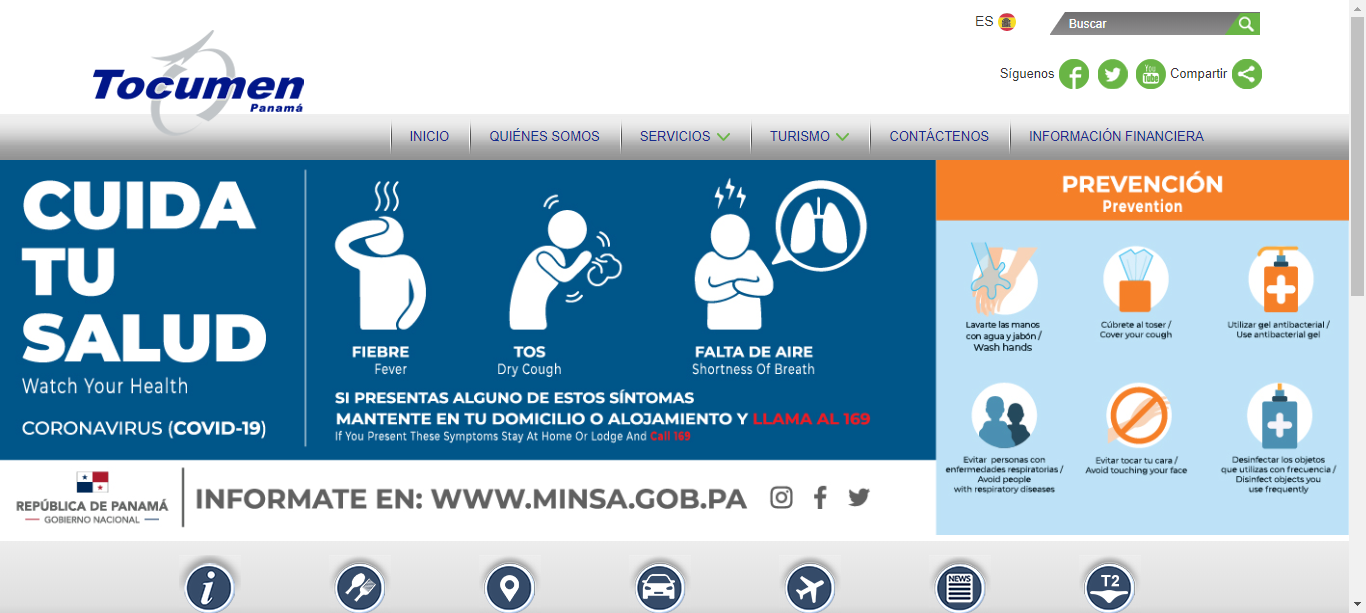 ES
Buscar
Tocumen
Panamá
Síguenos
You
Tube
Compartir
INICIO
QUIÉNES SOMOS
SERVICIOS
TURISMO
CONTÁCTENOS
INFORMACIÓN FINANCIERA
CUIDA
TU
SALUD
Watch Your Health
CORONAVIRUS (COVID-19)
FIEBRE
Fever
TOS
Dry Cough
FALTA DE AIRE
Shortness Of Breath
SI PRESENTAS ALGUNO DE ESTOS SÍNTOMAS
MANTENTE EN TU DOMICILIO O ALOJAMIENTO Y LLAMA AL 169
If You Present These Symptoms Stay At Home Or Lodge And Call 169
PREVENCIÓN
Prevention
Lavarte las manos
con agua y jabón /
Wash hands
Cúbrete al toser /
Cover your cough
Utilizar gel antibacterial /
Use antibacterial gel
Evitar personas con
enfermedades respiratorias /
Avoid people
with respiratory diseases
Evitar tocar tu cara /
Avoid touching your face
Desinfectar los objetos
que utilizas con frecuencia /
Disinfect objects you
use frequently
REPÚBLICA DE PANAMÁ
GOBIERNO NACIONAL
INFORMATE EN: WWW.MINSA.GOB.PA
i
NEWS
T2